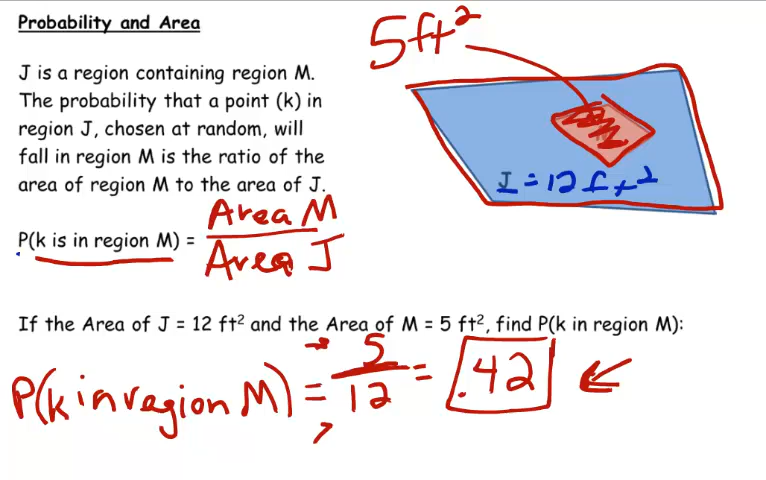 Probability and Area
5ft²
J is a region containing region M.
The probability that a point (k) in
region J, chosen at random, will
fall in region M is the ratio of the
area of region M to the area of J.
J = 12 ft²
P(k is in region M) =
Area M
Area J
If the Area of J = 12 ft² and the Area of M = 5 ft², find P(k in region M):
P(k in region M) = 5/12 = .42